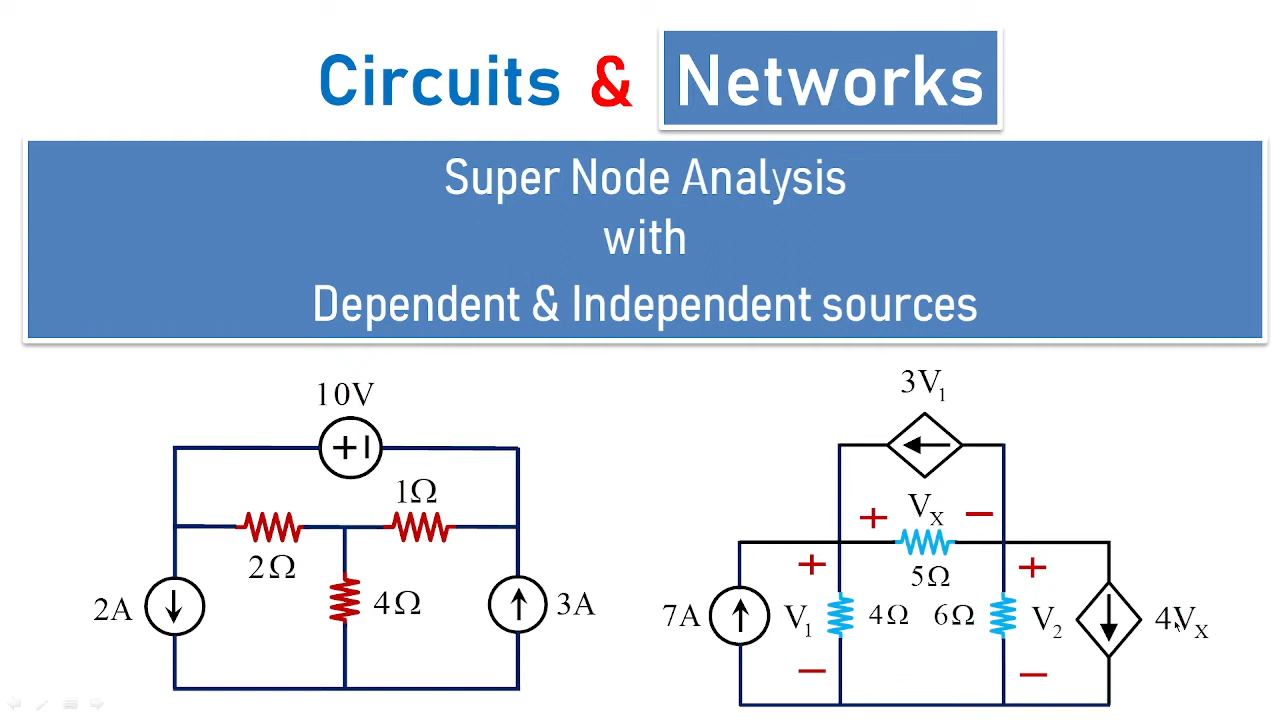 Circuits & Networks
Super Node Analysis
with
Dependent & Independent sources
10V
1Ω
2Ω
2A
4Ω
3A
3V₁
+ Vₓ −
5Ω
+ +
7A V₁ 4Ω 6Ω V₂ 4Vₓ
− −